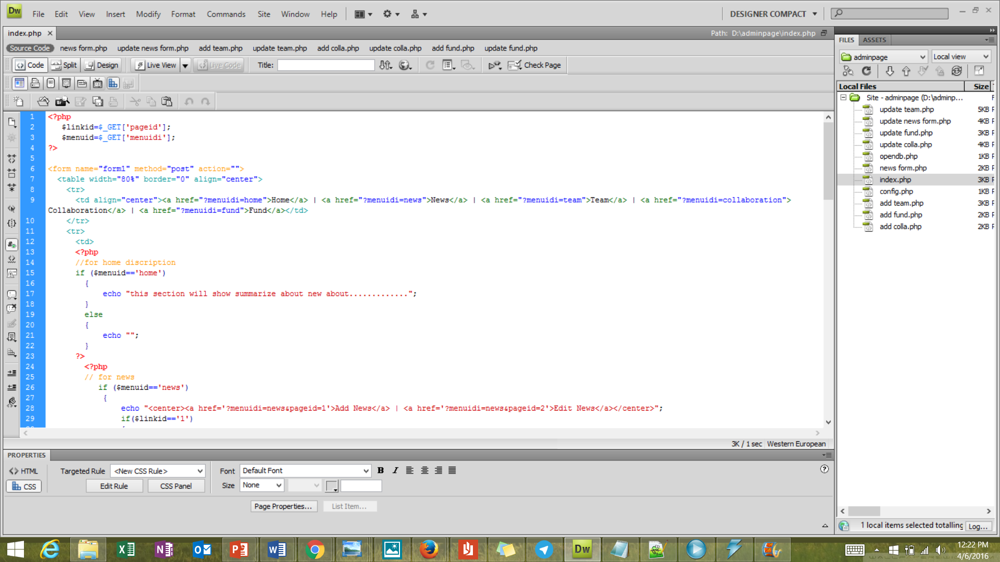 Dw File Edit View Insert Modify Format Commands Site Window Help DESIGNER COMPACT
index.php Path: D:\adminpage\index.php
Source Code news form.php update news form.php add team.php update team.php add colla.php update colla.php add fund.php update fund.php
Code Split Design Live View Live Code Title: Check Page
Br
1 <?php
2 $linkid=$_GET['pageid'];
3 $menuid=$_GET['menuidi'];
4 ?>
5
6 <form name="form1" method="post" action="">
7 <table width="80%" border="0" align="center">
8 <tr>
9 <td align="center"><a href="?menuidi=home">Home</a> | <a href="?menuidi=news">News</a> | <a href="?menuidi=team">Team</a> | <a href="?menuidi=collaboration">
Collaboration</a> | <a href="?menuidi=fund">Fund</a></td>
10 </tr>
11 <tr>
12 <td>
13 <?php
14 //for home discription
15 if ($menuid=='home')
16 {
17 echo "this section will show summarize about new about.............";
18 }
19 else
20 {
21 echo "";
22 }
23 ?>
24 <?php
25 // for news
26 if ($menuid=='news')
27 {
28 echo "<center><a href='?menuidi=news&pageid=1'>Add News</a> | <a href='?menuidi=news&pageid=2'>Edit News</a></center>";
29 if($linkid=='1')
3K / 1 sec Western European
PROPERTIES
<> HTML Targeted Rule <New CSS Rule> Font Default Font B I
CSS Edit Rule CSS Panel Size None
Page Properties... List Item...
FILES ASSETS
adminpage Local view
Local Files Size
Site - adminpage (D:\adminp... F
update team.php 5KB P
update news form.php 4KB P
update fund.php 3KB P
update colla.php 4KB P
opendb.php 1KB P
news form.php 2KB P
index.php 3KB P
config.php 1KB P
add team.php 3KB P
add fund.php 2KB P
add colla.php 2KB P
1 local items selected totalling Log...
Dw
12:22 PM
4/6/2016